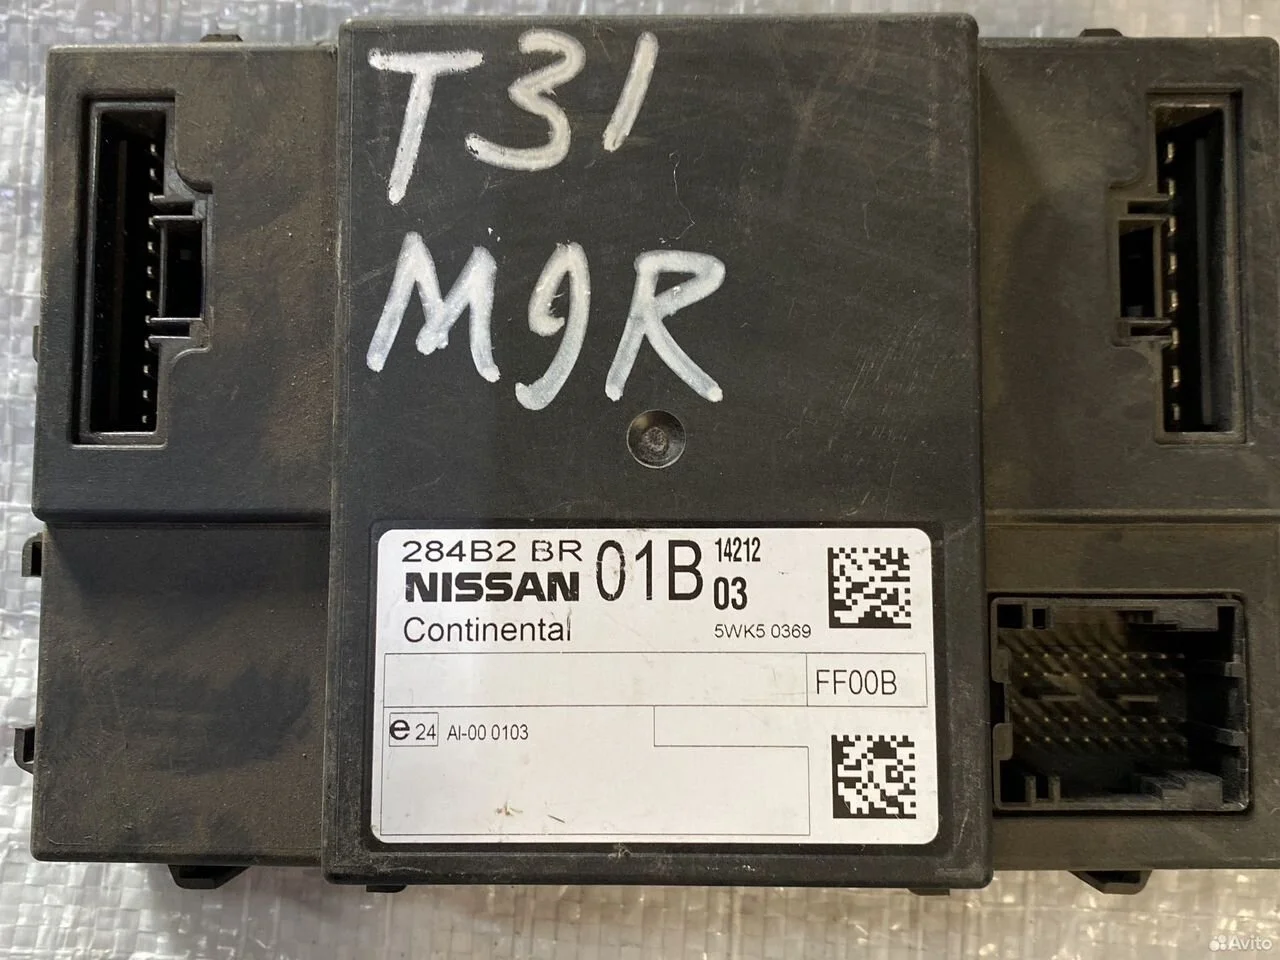 T31
M9R
284B2 BR 01B 14212
NISSAN 03
Continental 5WK5 0369
FF00B
e 24 AI-00 0103
Avito